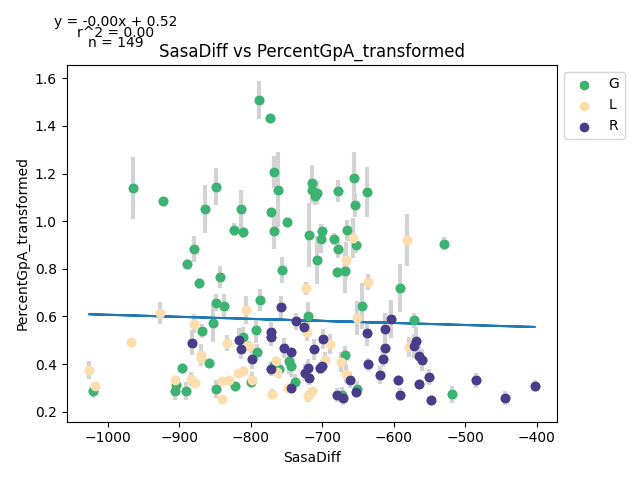 y = -0.00x + 0.52
r^2 = 0.00
n = 149
SasaDiff vs PercentGpA_transformed
PercentGpA_transformed
1.6
1.4
1.2
1.0
0.8
0.6
0.4
0.2
G
L
R
−1000
−900
−800
−700
−600
−500
−400
SasaDiff